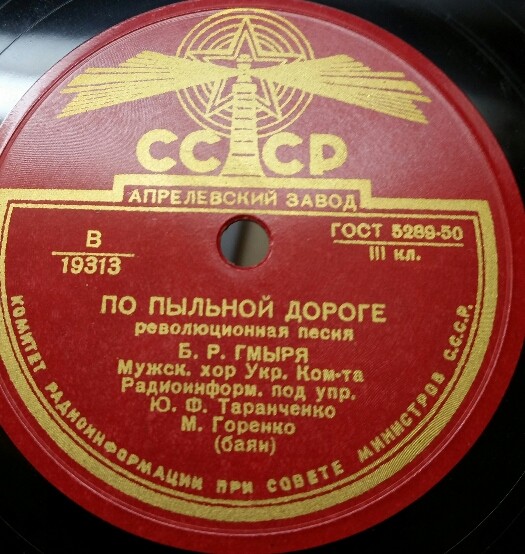 СССР
АПРЕЛЕВСКИЙ ЗАВОД
В
19313
ГОСТ 5289-50
III кл.
ПО ПЫЛЬНОЙ ДОРОГЕ
революционная песня
Б. Р. ГМЫРЯ
Мужск. хор Укр. Ком-та
Радиоинформ. под упр.
Ю. Ф. Таранченко
М. Горенко
(баян)
КОМИТЕТ РАДИОИНФОРМАЦИИ ПРИ СОВЕТЕ МИНИСТРОВ С.С.С.Р.